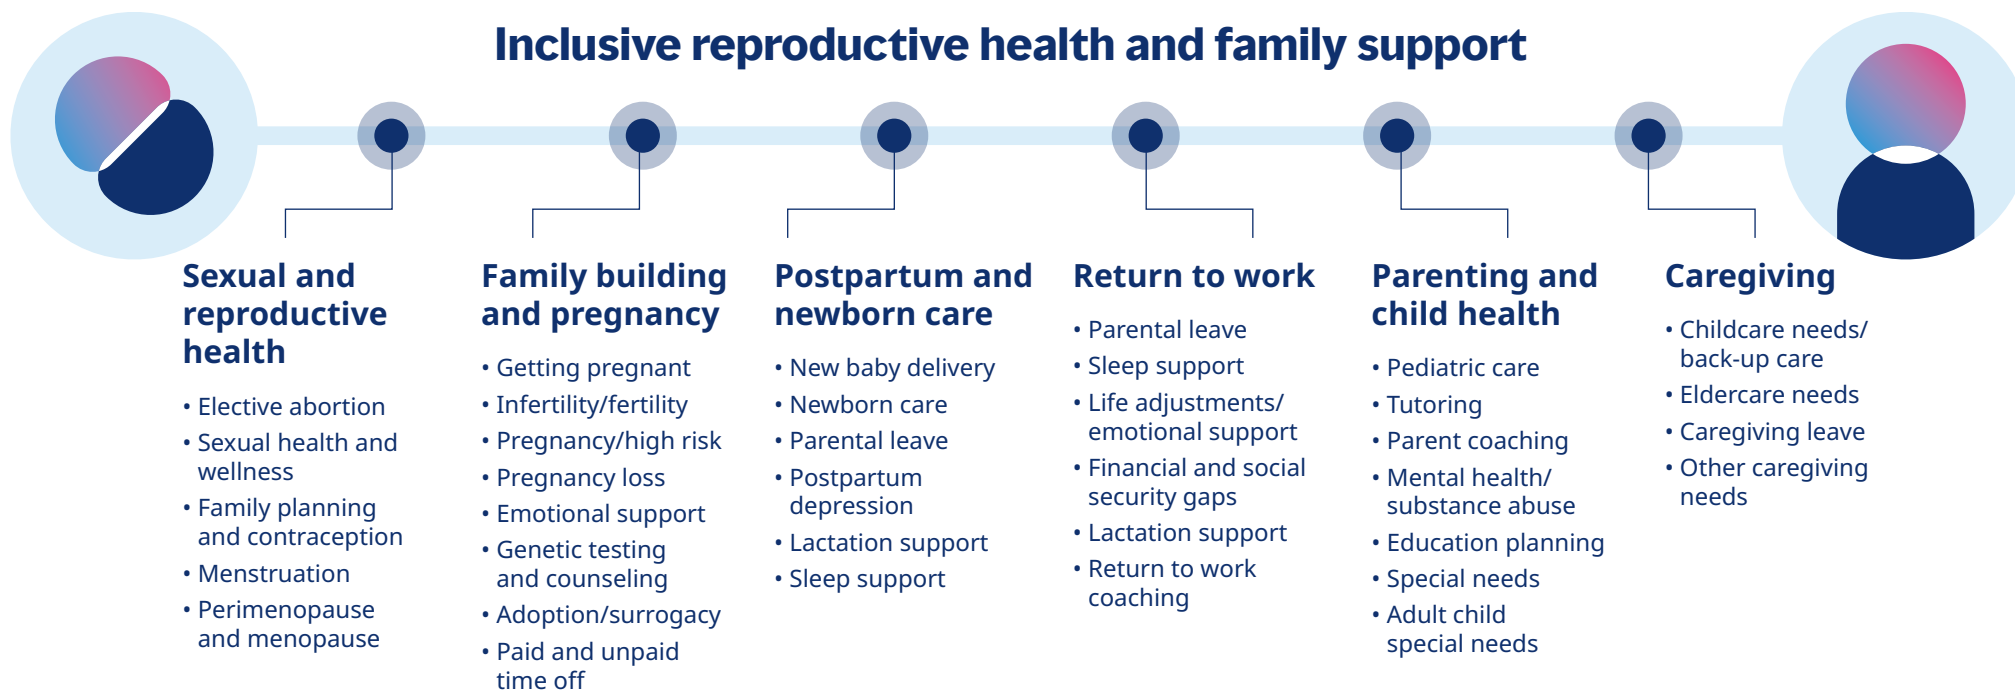 Inclusive reproductive health and family support
Sexual and
reproductive
health
• Elective abortion
• Sexual health and
wellness
• Family planning
and contraception
• Menstruation
• Perimenopause
and menopause
Family building
and pregnancy
• Getting pregnant
• Infertility/fertility
• Pregnancy/high risk
• Pregnancy loss
• Emotional support
• Genetic testing
and counseling
• Adoption/surrogacy
• Paid and unpaid
time off
Postpartum and
newborn care
• New baby delivery
• Newborn care
• Parental leave
• Postpartum
depression
• Lactation support
• Sleep support
Return to work
• Parental leave
• Sleep support
• Life adjustments/
emotional support
• Financial and social
security gaps
• Lactation support
• Return to work
coaching
Parenting and
child health
• Pediatric care
• Tutoring
• Parent coaching
• Mental health/
substance abuse
• Education planning
• Special needs
• Adult child
special needs
Caregiving
• Childcare needs/
back-up care
• Eldercare needs
• Caregiving leave
• Other caregiving
needs